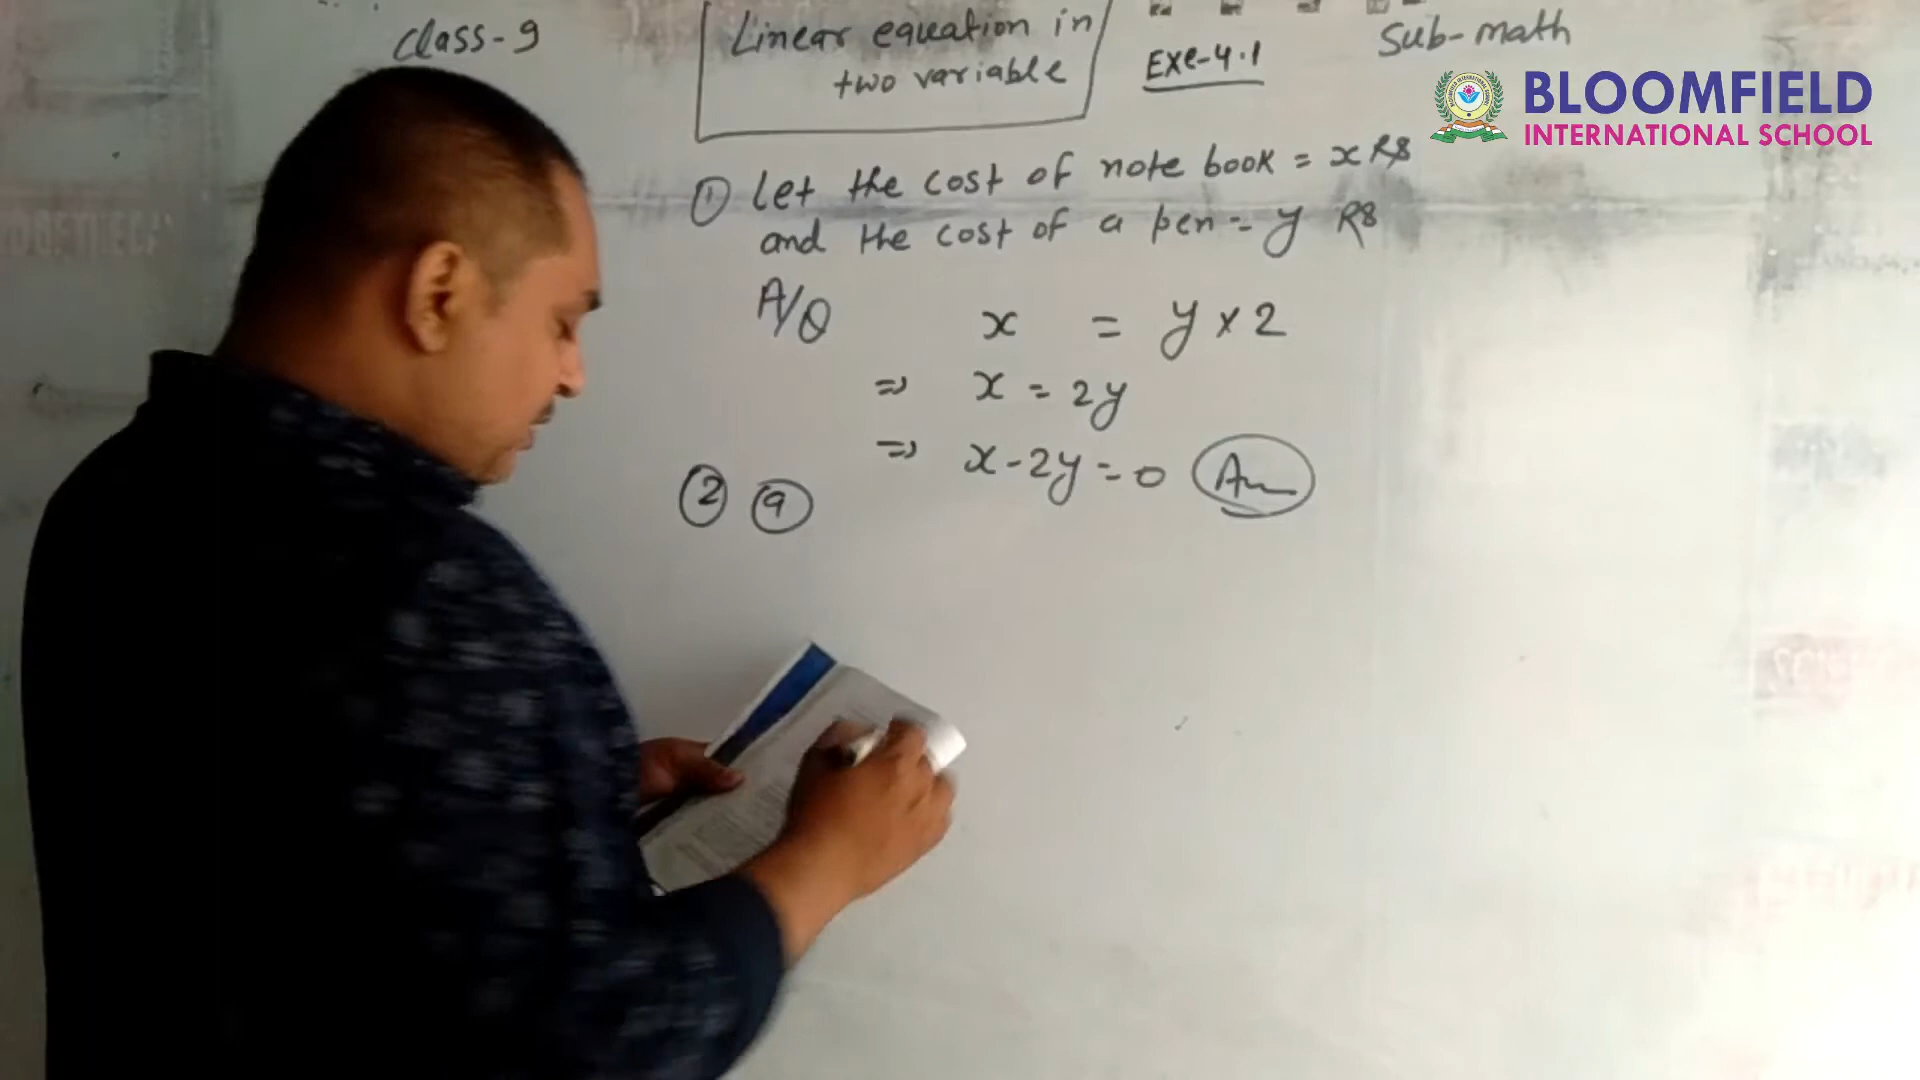 Class-9
Linear equation in
two variable
Exe-4.1
Sub-math
BLOOMFIELD
INTERNATIONAL SCHOOL
① Let the cost of note book = x Rs
and the cost of a pen = y Rs
A/Q x = y × 2
⇒ x = 2y
⇒ x - 2y = 0 Ans
② ⓐ